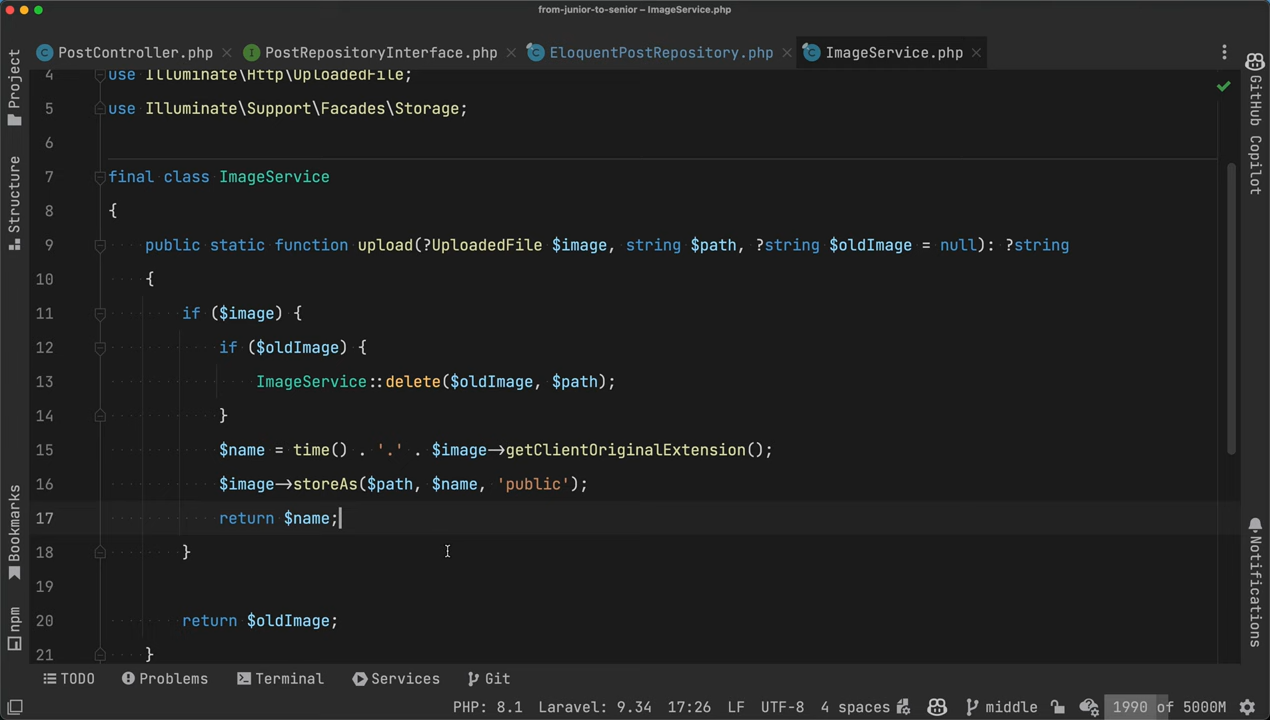 from-junior-to-senior – ImageService.php
PostController.php PostRepositoryInterface.php EloquentPostRepository.php ImageService.php
Project
Structure
Bookmarks
npm
4 use Illuminate\Http\UploadedFile;
5 use Illuminate\Support\Facades\Storage;
6
7 final class ImageService
8 {
9 public static function upload(?UploadedFile $image, string $path, ?string $oldImage = null): ?string
10 {
11 if ($image) {
12 if ($oldImage) {
13 ImageService::delete($oldImage, $path);
14 }
15 $name = time() . '.' . $image->getClientOriginalExtension();
16 $image->storeAs($path, $name, 'public');
17 return $name;
18 }
19
20 return $oldImage;
21 }
GitHub Copilot
Notifications
TODO Problems Terminal Services Git
PHP: 8.1 Laravel: 9.34 17:26 LF UTF-8 4 spaces middle 1990 of 5000M